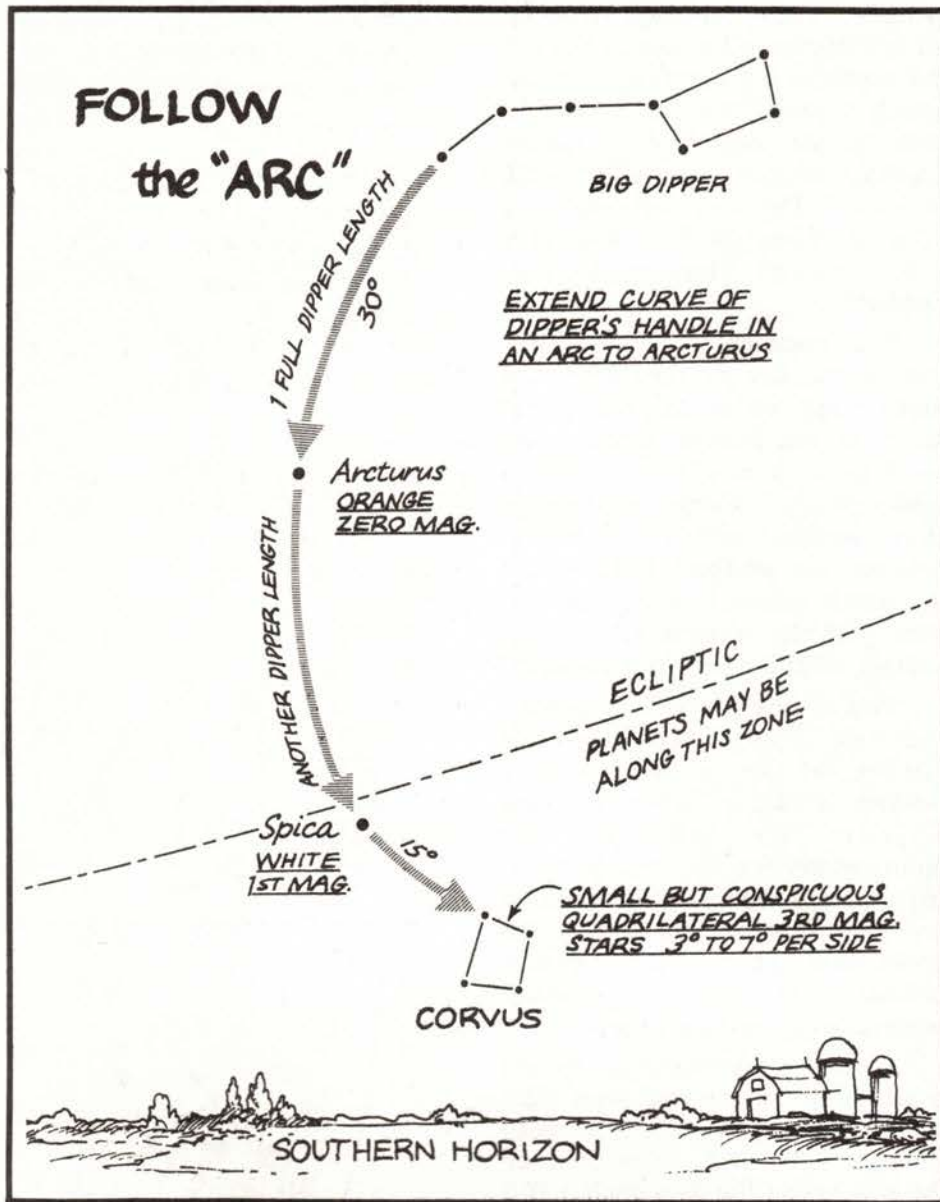 FOLLOW
the "ARC"
BIG DIPPER
1 FULL DIPPER LENGTH
30°
EXTEND CURVE OF
DIPPER'S HANDLE IN
AN ARC TO ARCTURUS
Arcturus
ORANGE
ZERO MAG.
ANOTHER DIPPER LENGTH
ECLIPTIC
PLANETS MAY BE
ALONG THIS ZONE
Spica
WHITE
1ST MAG.
15°
SMALL BUT CONSPICUOUS
QUADRILATERAL 3RD MAG.
STARS 3° TO 7° PER SIDE
CORVUS
SOUTHERN HORIZON